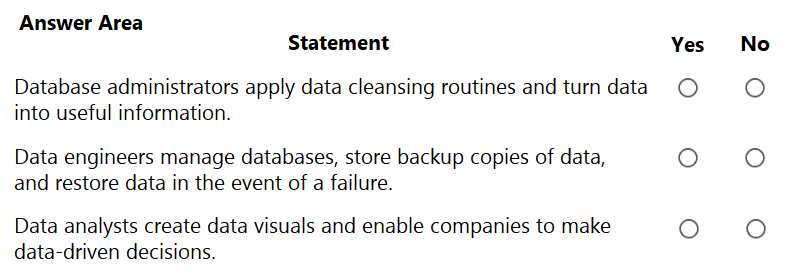 Answer Area
Statement
Yes No
Database administrators apply data cleansing routines and turn data
into useful information.
Data engineers manage databases, store backup copies of data,
and restore data in the event of a failure.
Data analysts create data visuals and enable companies to make
data-driven decisions.